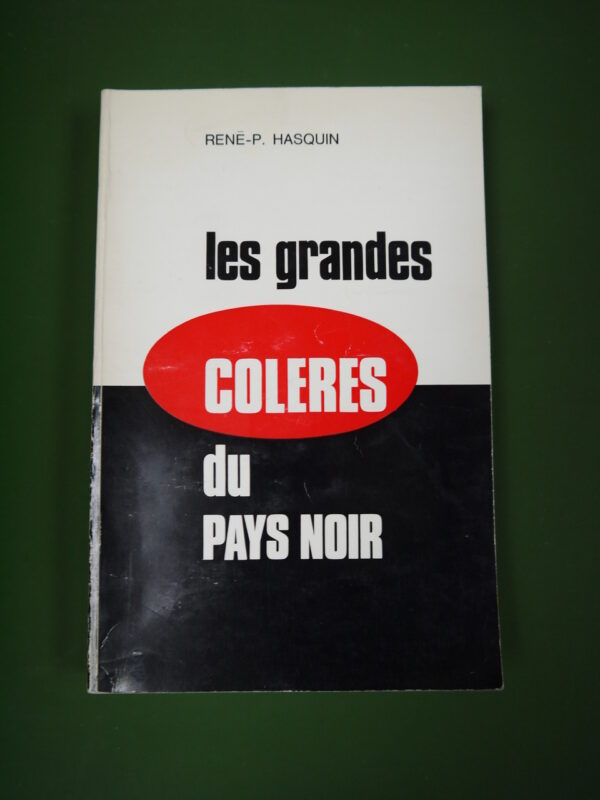 RENÉ-P. HASQUIN
les grandes
COLERES
du
PAYS NOIR